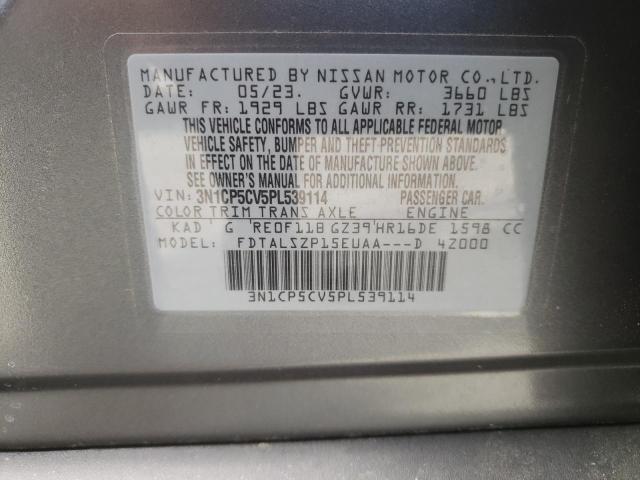 MANUFACTURED BY NISSAN MOTOR CO., LTD.
DATE: 05/23. GVWR: 3660 LBS
GAWR FR: 1929 LBS GAWR RR: 1731 LBS
THIS VEHICLE CONFORMS TO ALL APPLICABLE FEDERAL MOTOR
VEHICLE SAFETY, BUMPER AND THEFT PREVENTION STANDARDS
IN EFFECT ON THE DATE OF MANUFACTURE SHOWN ABOVE.
SEE OWNER'S MANUAL FOR ADDITIONAL INFORMATION.
VIN: 3N1CP5CV5PL539114 PASSENGER CAR.
COLOR TRIM TRANS AXLE ENGINE
KAD G RE0F11B GZ39 HR16DE 1598 CC
MODEL: FDTALSZP15EUAA---D 4Z000
3N1CP5CV5PL539114